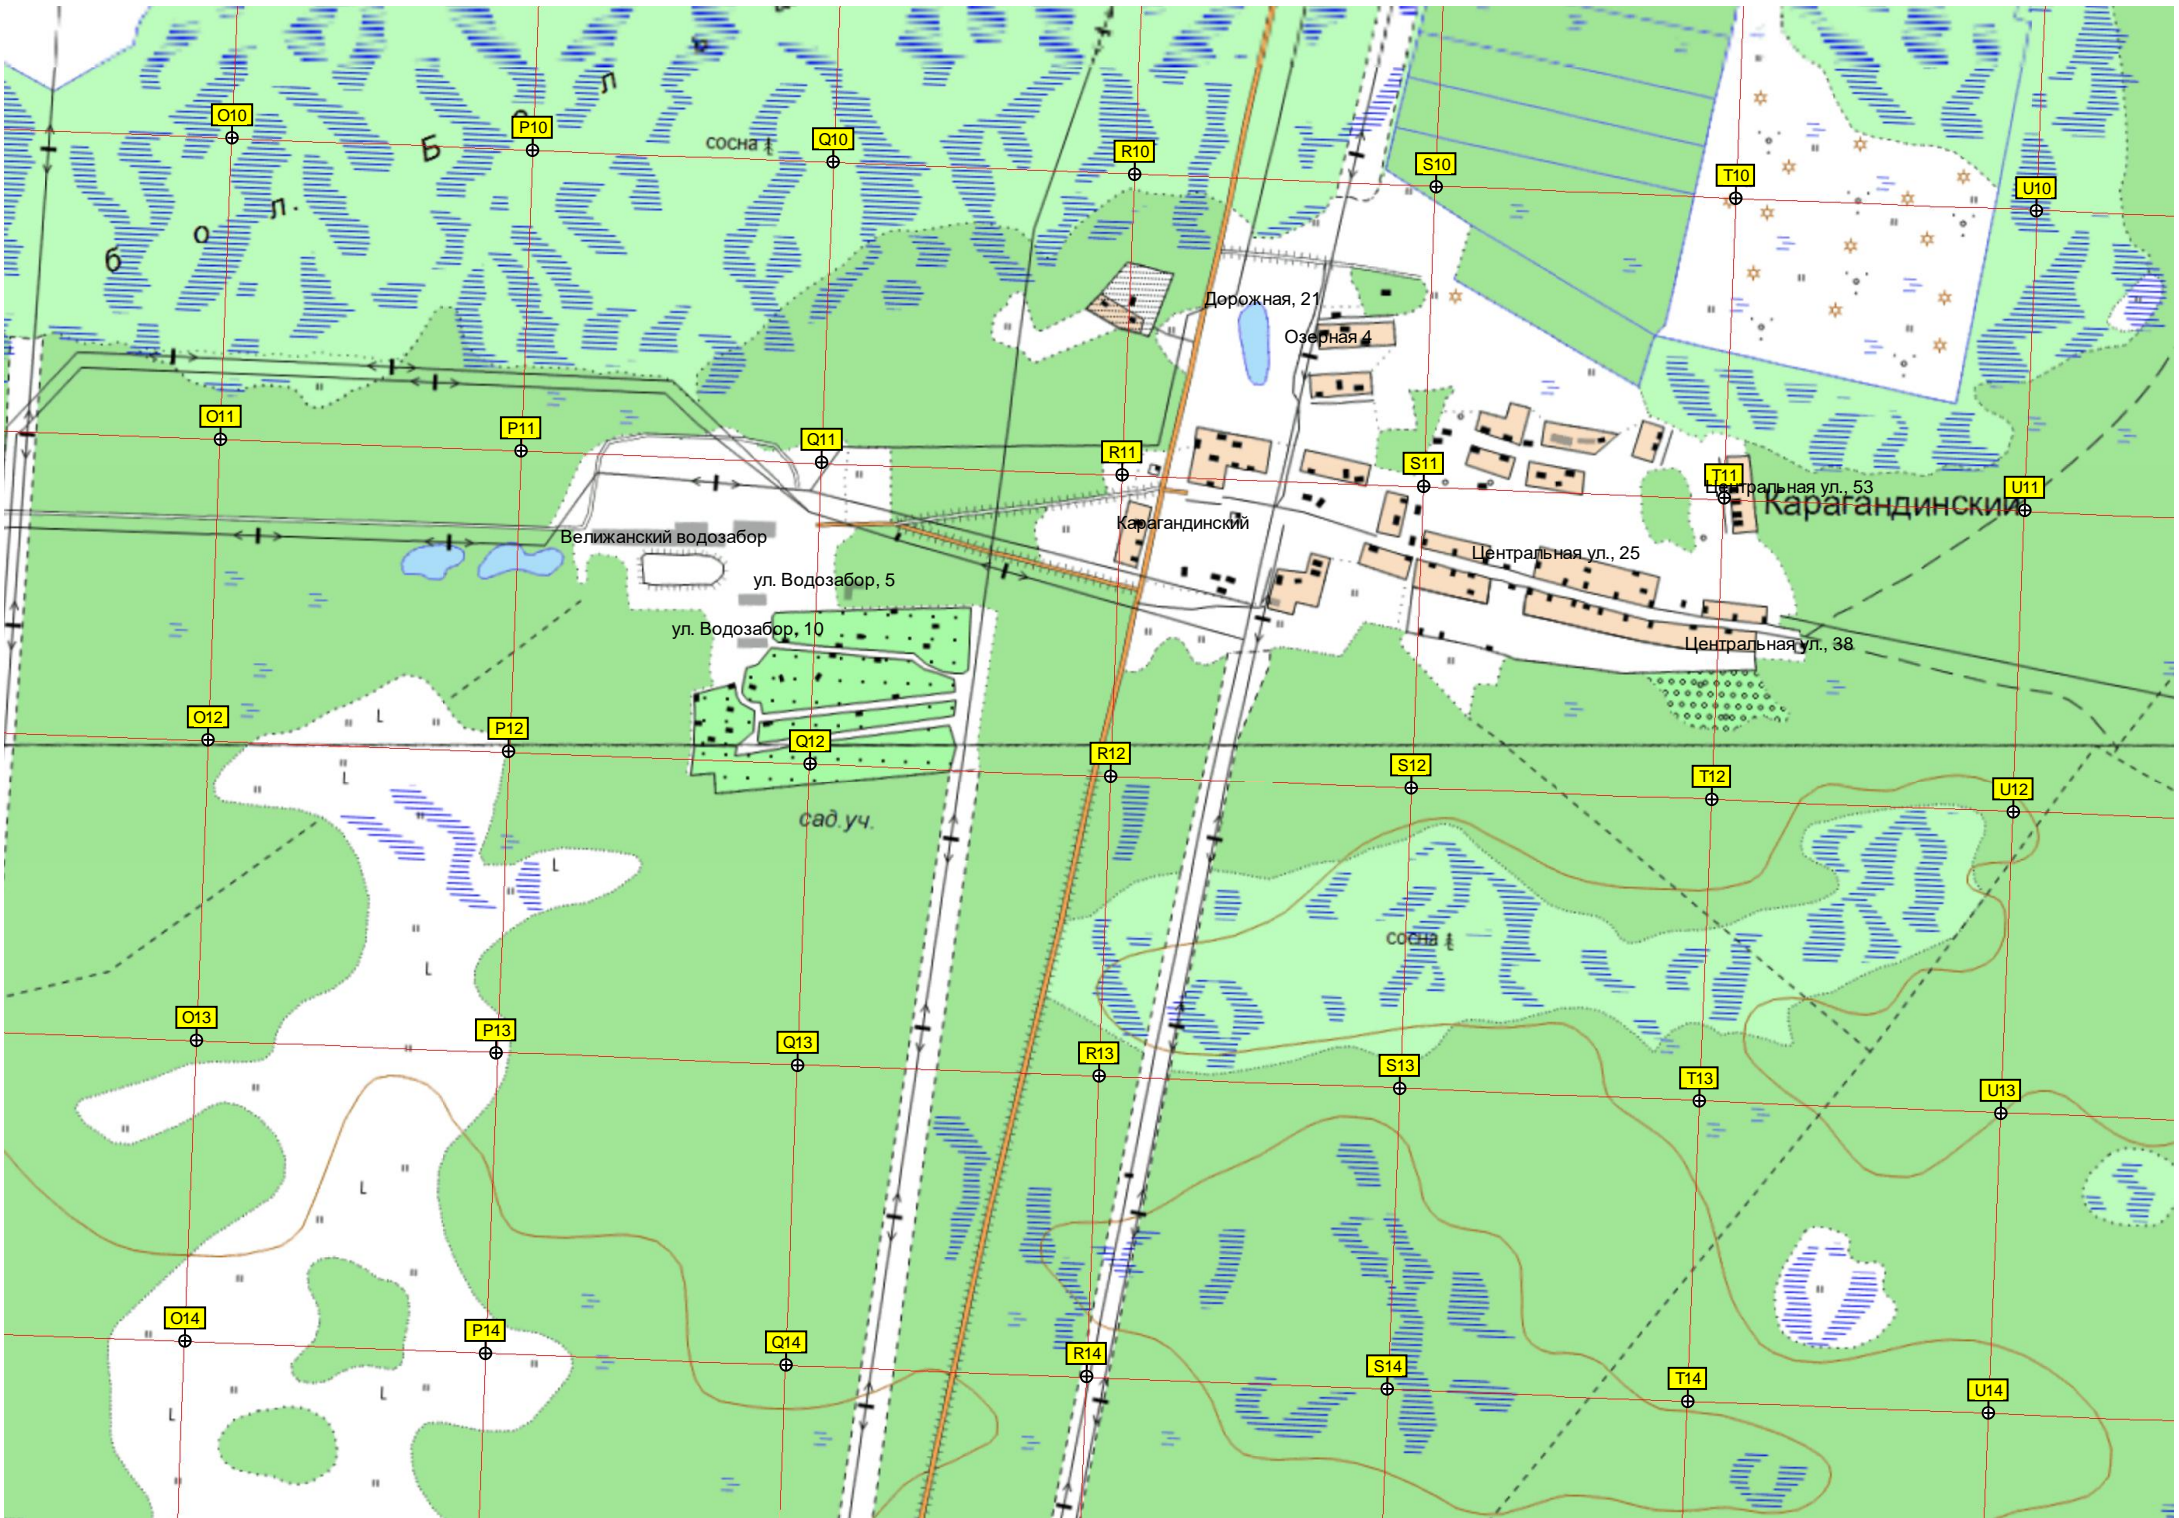 Б о л
б о л.
сосна
O10 P10 Q10 R10 S10 T10 U10
Дорожная, 21
Озерная 4
O11 P11 Q11 R11 S11 T11 U11
Центральная ул., 53
Карагандинский
Карагандинский
Велижанский водозабор
Центральная ул., 25
ул. Водозабор, 5
ул. Водозабор, 10
Центральная ул., 38
O12 P12 Q12 R12 S12 T12 U12
сад.уч.
сосна
O13 P13 Q13 R13 S13 T13 U13
O14 P14 Q14 R14 S14 T14 U14